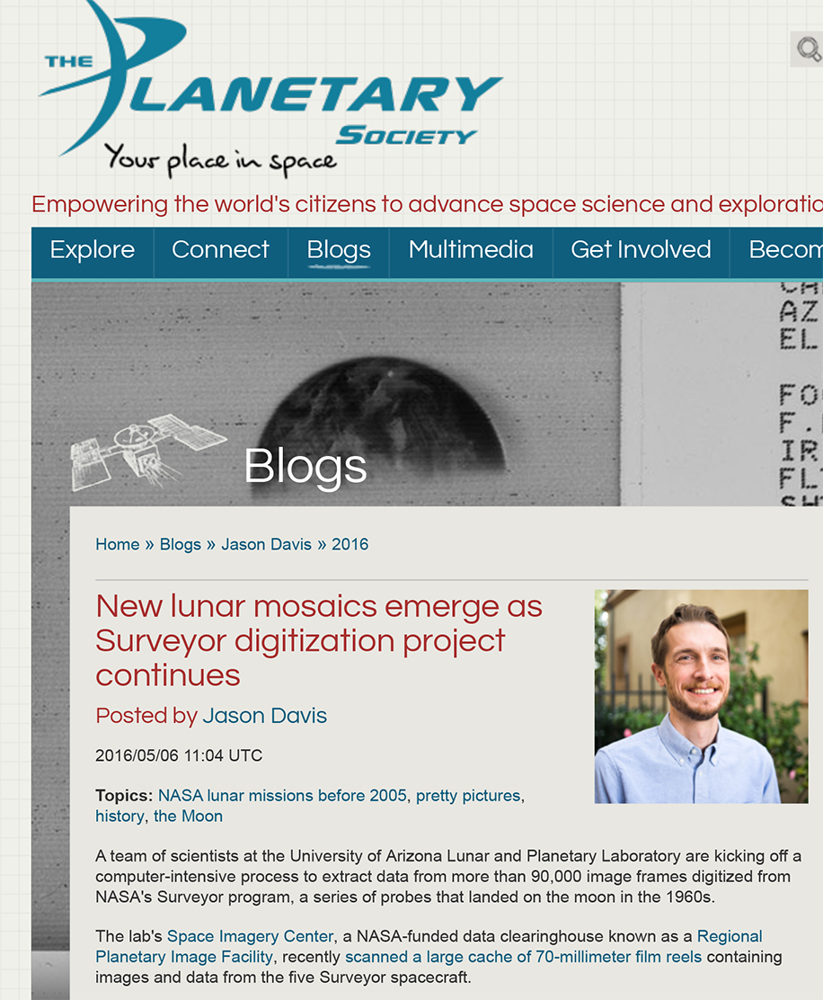 THE PLANETARY
SOCIETY
Your place in space
Empowering the world's citizens to advance space science and exploratio
Explore Connect Blogs Multimedia Get Involved Becom
AZ
EL
FO
F.
IR
FL
SH
Blogs
Home » Blogs » Jason Davis » 2016
New lunar mosaics emerge as
Surveyor digitization project
continues
Posted by Jason Davis
2016/05/06 11:04 UTC
Topics: NASA lunar missions before 2005, pretty pictures,
history, the Moon
A team of scientists at the University of Arizona Lunar and Planetary Laboratory are kicking off a
computer-intensive process to extract data from more than 90,000 image frames digitized from
NASA's Surveyor program, a series of probes that landed on the moon in the 1960s.
The lab's Space Imagery Center, a NASA-funded data clearinghouse known as a Regional
Planetary Image Facility, recently scanned a large cache of 70-millimeter film reels containing
images and data from the five Surveyor spacecraft.